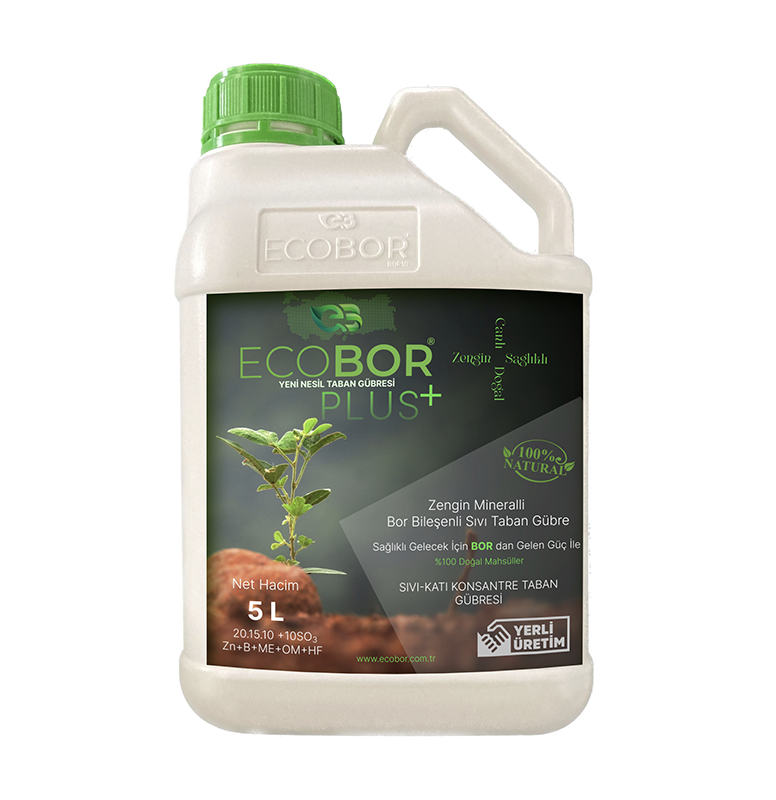 ECOBOR
ECOBOR®
YENİ NESİL TABAN GÜBRESİ
PLUS+
Canlı
Zengin Sağlıklı
Doğal
100%
NATURAL
Zengin Mineralli
Bor Bileşenli Sıvı Taban Gübre
Sağlıklı Gelecek İçin BOR dan Gelen Güç İle
%100 Doğal Mahsüller
SIVI-KATI KONSANTRE TABAN
GÜBRESİ
Net Hacim
5 L
20.15.10 +10SO₃
Zn+B+ME+OM+HF
YERLİ
ÜRETİM
www.ecobor.com.tr